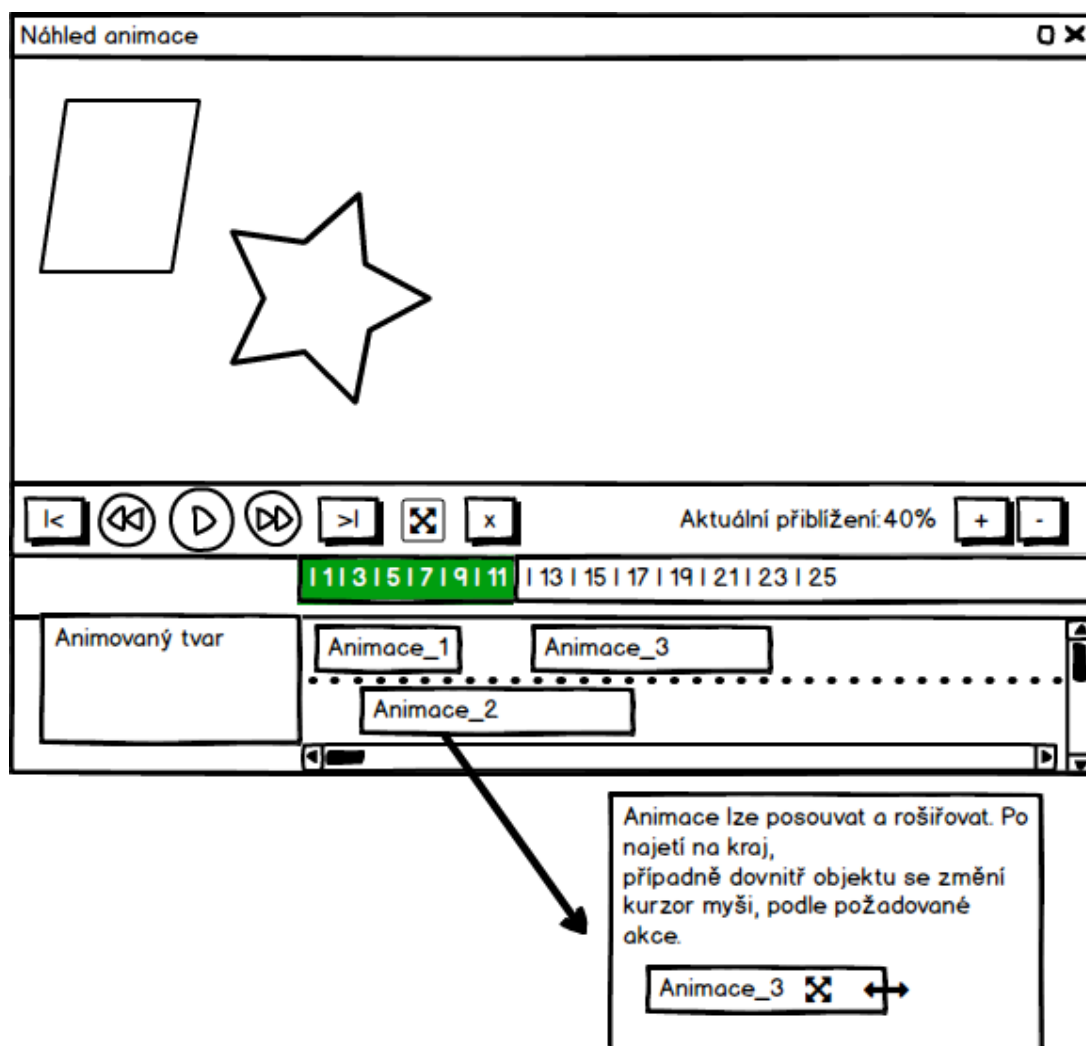 Náhled animace
|< >| x Aktuální přiblížení:40% + -
| 1 | 3 | 5 | 7 | 9 | 11 | 13 | 15 | 17 | 19 | 21 | 23 | 25
Animovaný tvar
Animace_1 Animace_3
Animace_2
Animace lze posouvat a rošiřovat. Po
najetí na kraj,
případně dovnitř objektu se změní
kurzor myši, podle požadované
akce.
Animace_3